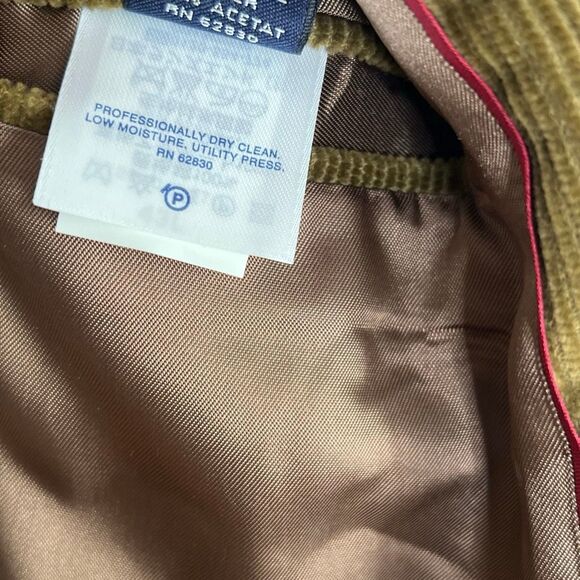 ACETAT
RN 62830
PROFESSIONALLY DRY CLEAN.
LOW MOISTURE, UTILITY PRESS.
RN 62830
P